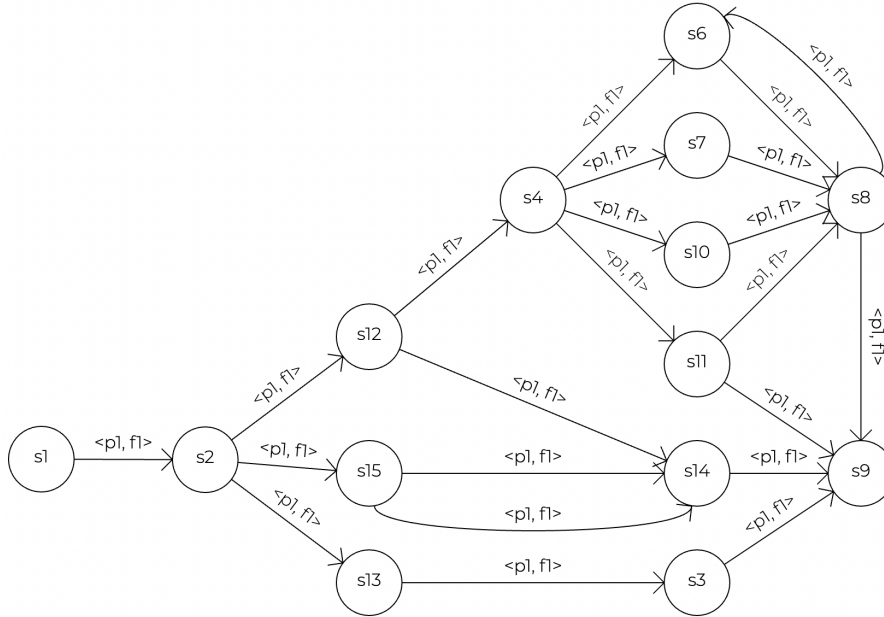 s6
<p1, f1>
<p1, f1>
<p1, f1>
s7
<p1, f1>
<p1, f1>
s4
s8
<p1, f1>
<p1, f1>
s10
<p1, f1>
<p1, f1>
<p1, f1>
s12
<p1, f1>
s11
<p1, f1>
<p1, f1>
<p1, f1>
s1
<p1, f1>
s2
<p1, f1>
s15
<p1, f1>
s14
<p1, f1>
s9
<p1, f1>
<p1, f1>
<p1, f1>
s13
<p1, f1>
s3